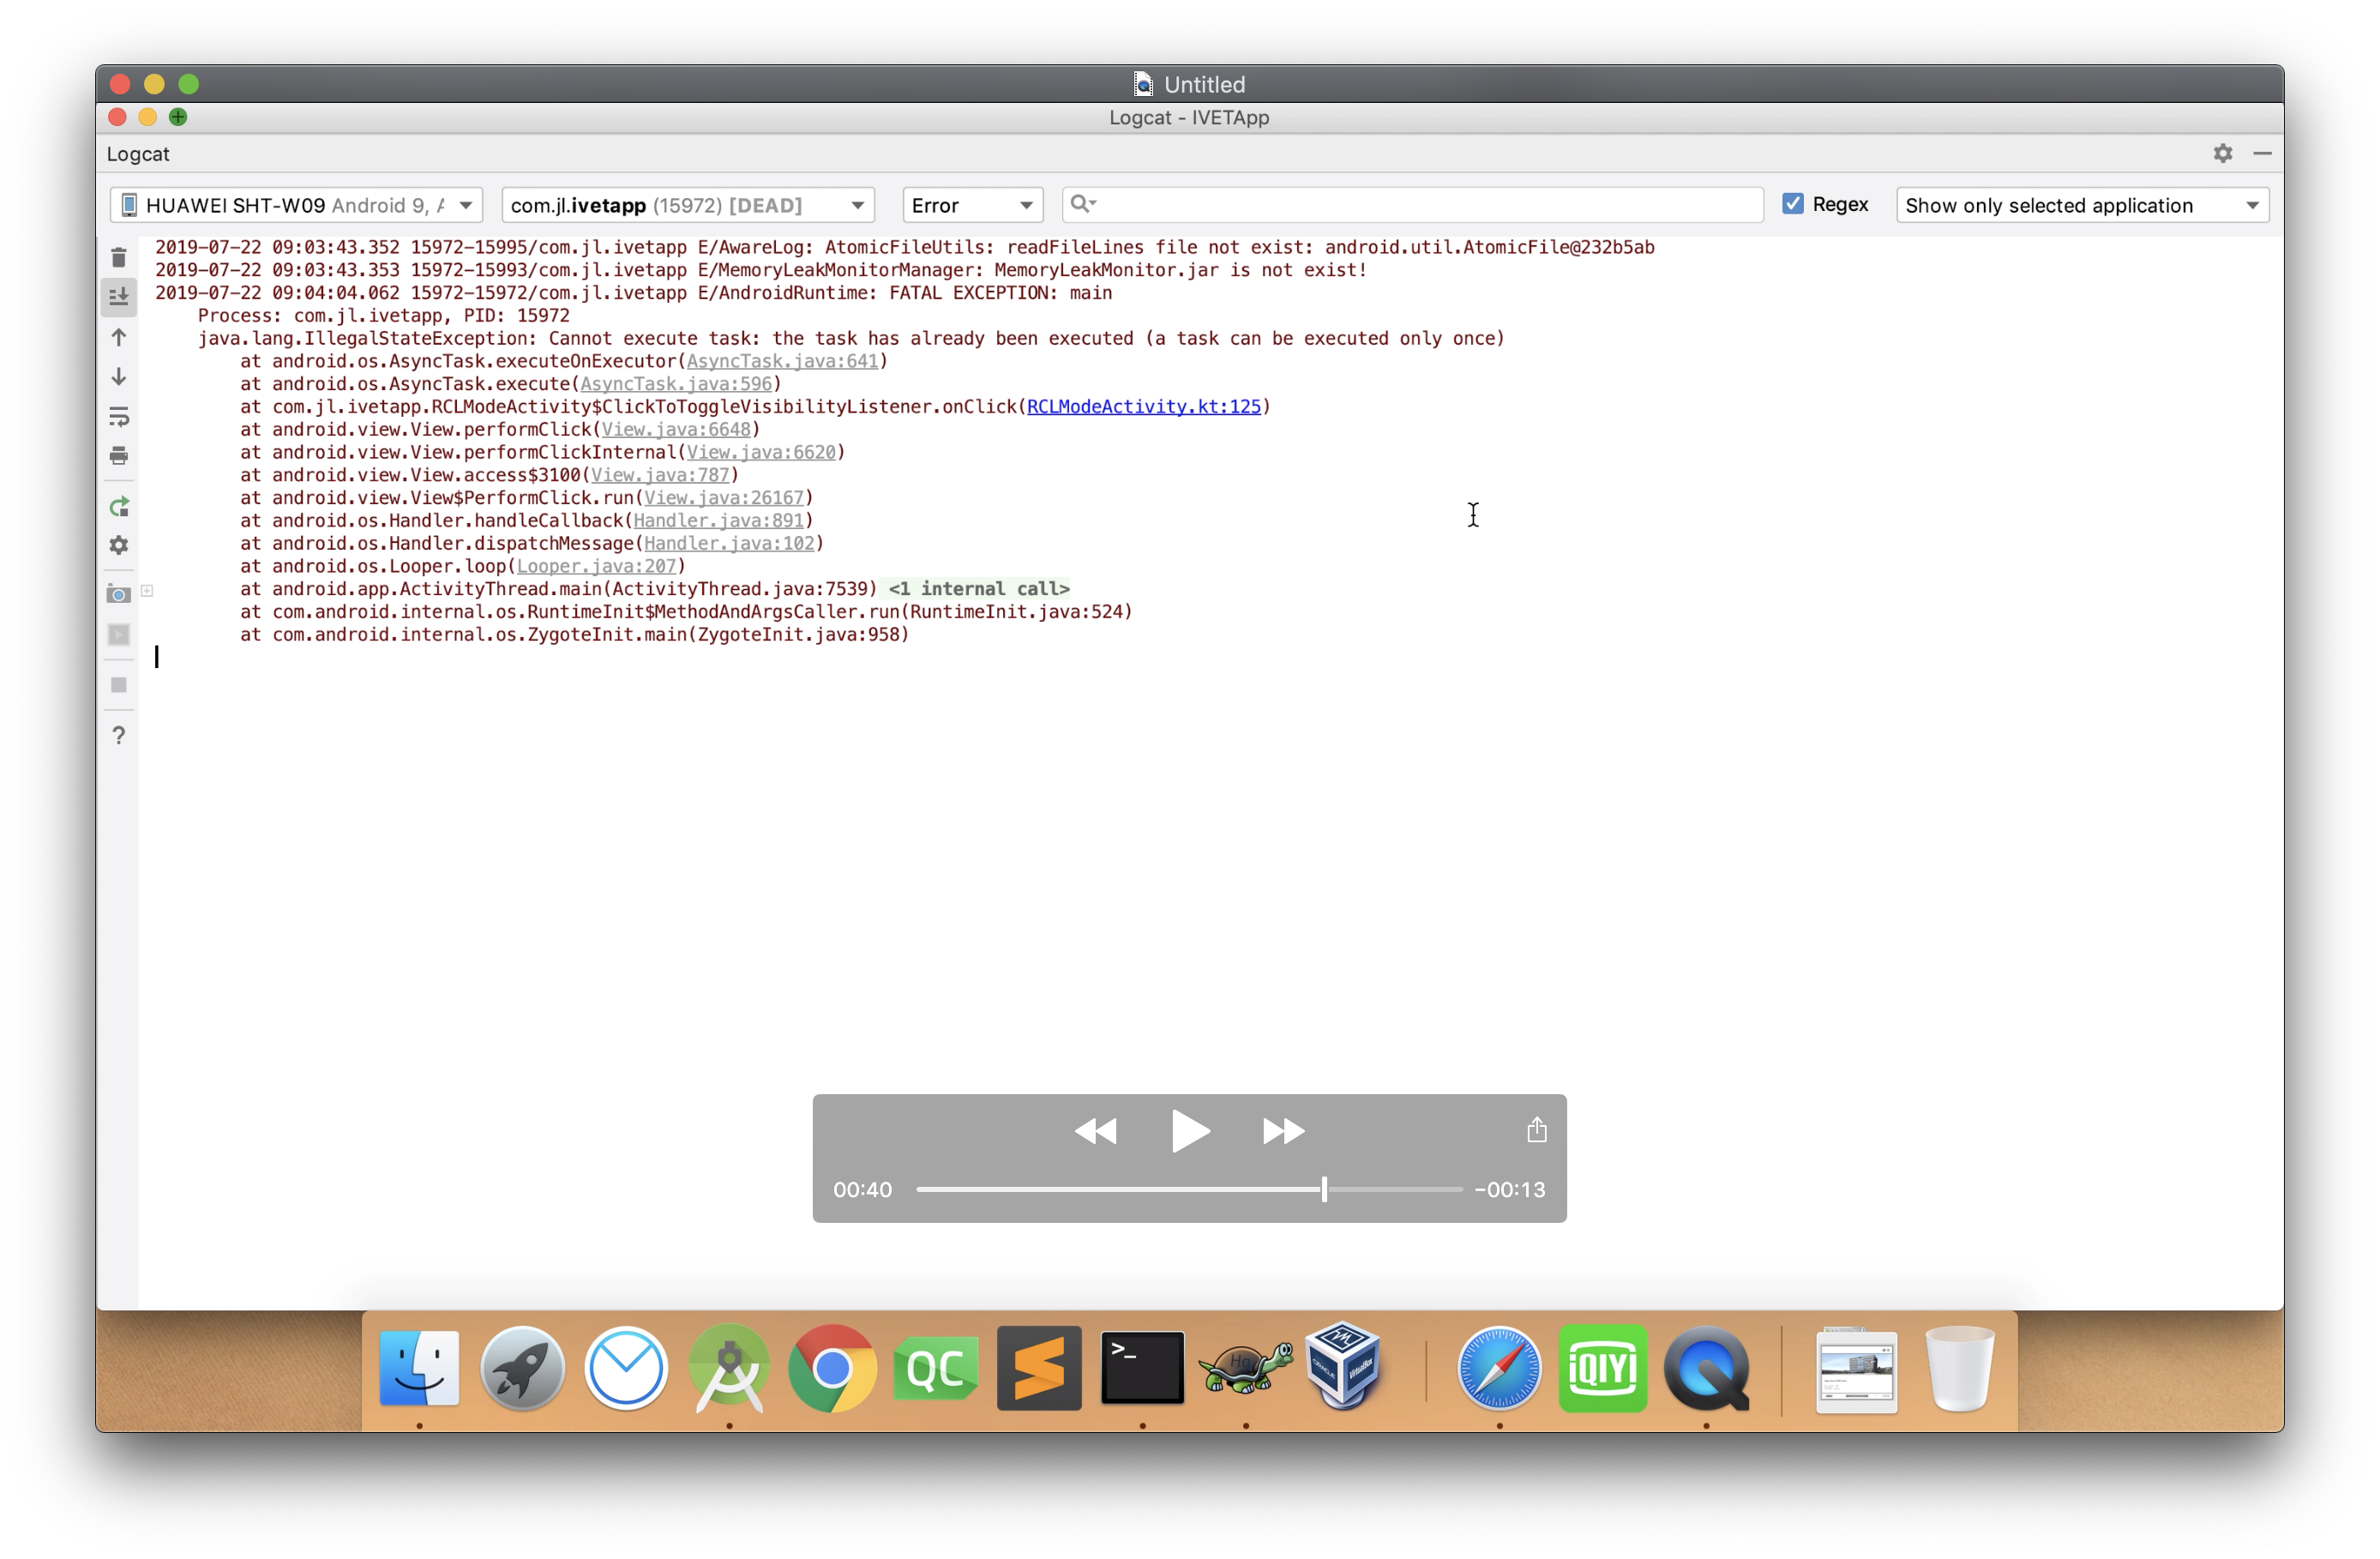 Untitled
Logcat - IVETApp
Logcat
HUAWEI SHT-W09 Android 9, A
com.jl.ivetapp (15972) [DEAD]
Error
Regex
Show only selected application
2019-07-22 09:03:43.352 15972-15995/com.jl.ivetapp E/AwareLog: AtomicFileUtils: readFileLines file not exist: android.util.AtomicFile@232b5ab
2019-07-22 09:03:43.353 15972-15993/com.jl.ivetapp E/MemoryLeakMonitorManager: MemoryLeakMonitor.jar is not exist!
2019-07-22 09:04:04.062 15972-15972/com.jl.ivetapp E/AndroidRuntime: FATAL EXCEPTION: main
Process: com.jl.ivetapp, PID: 15972
java.lang.IllegalStateException: Cannot execute task: the task has already been executed (a task can be executed only once)
at android.os.AsyncTask.executeOnExecutor(AsyncTask.java:641)
at android.os.AsyncTask.execute(AsyncTask.java:596)
at com.jl.ivetapp.RCLModeActivity$ClickToToggleVisibilityListener.onClick(RCLModeActivity.kt:125)
at android.view.View.performClick(View.java:6648)
at android.view.View.performClickInternal(View.java:6620)
at android.view.View.access$3100(View.java:787)
at android.view.View$PerformClick.run(View.java:26167)
at android.os.Handler.handleCallback(Handler.java:891)
at android.os.Handler.dispatchMessage(Handler.java:102)
at android.os.Looper.loop(Looper.java:207)
at android.app.ActivityThread.main(ActivityThread.java:7539) <1 internal call>
at com.android.internal.os.RuntimeInit$MethodAndArgsCaller.run(RuntimeInit.java:524)
at com.android.internal.os.ZygoteInit.main(ZygoteInit.java:958)
?
00:40
-00:13
QC
>_
Ha
ORACLE
VirtualBox
iQIYI